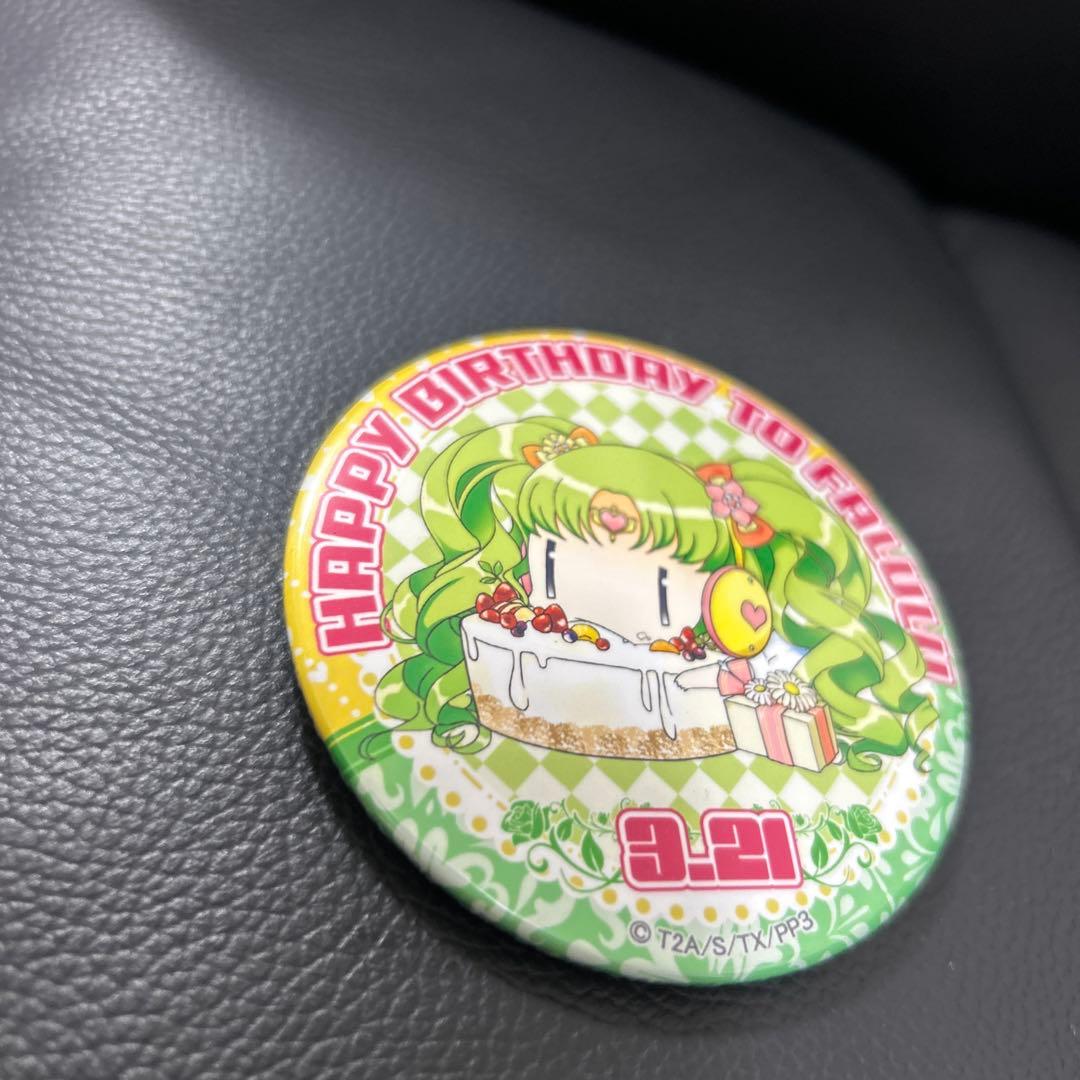 HAPPY BIRTHDAY TO FALULU
3.21
© T2A/S/TX/PP3